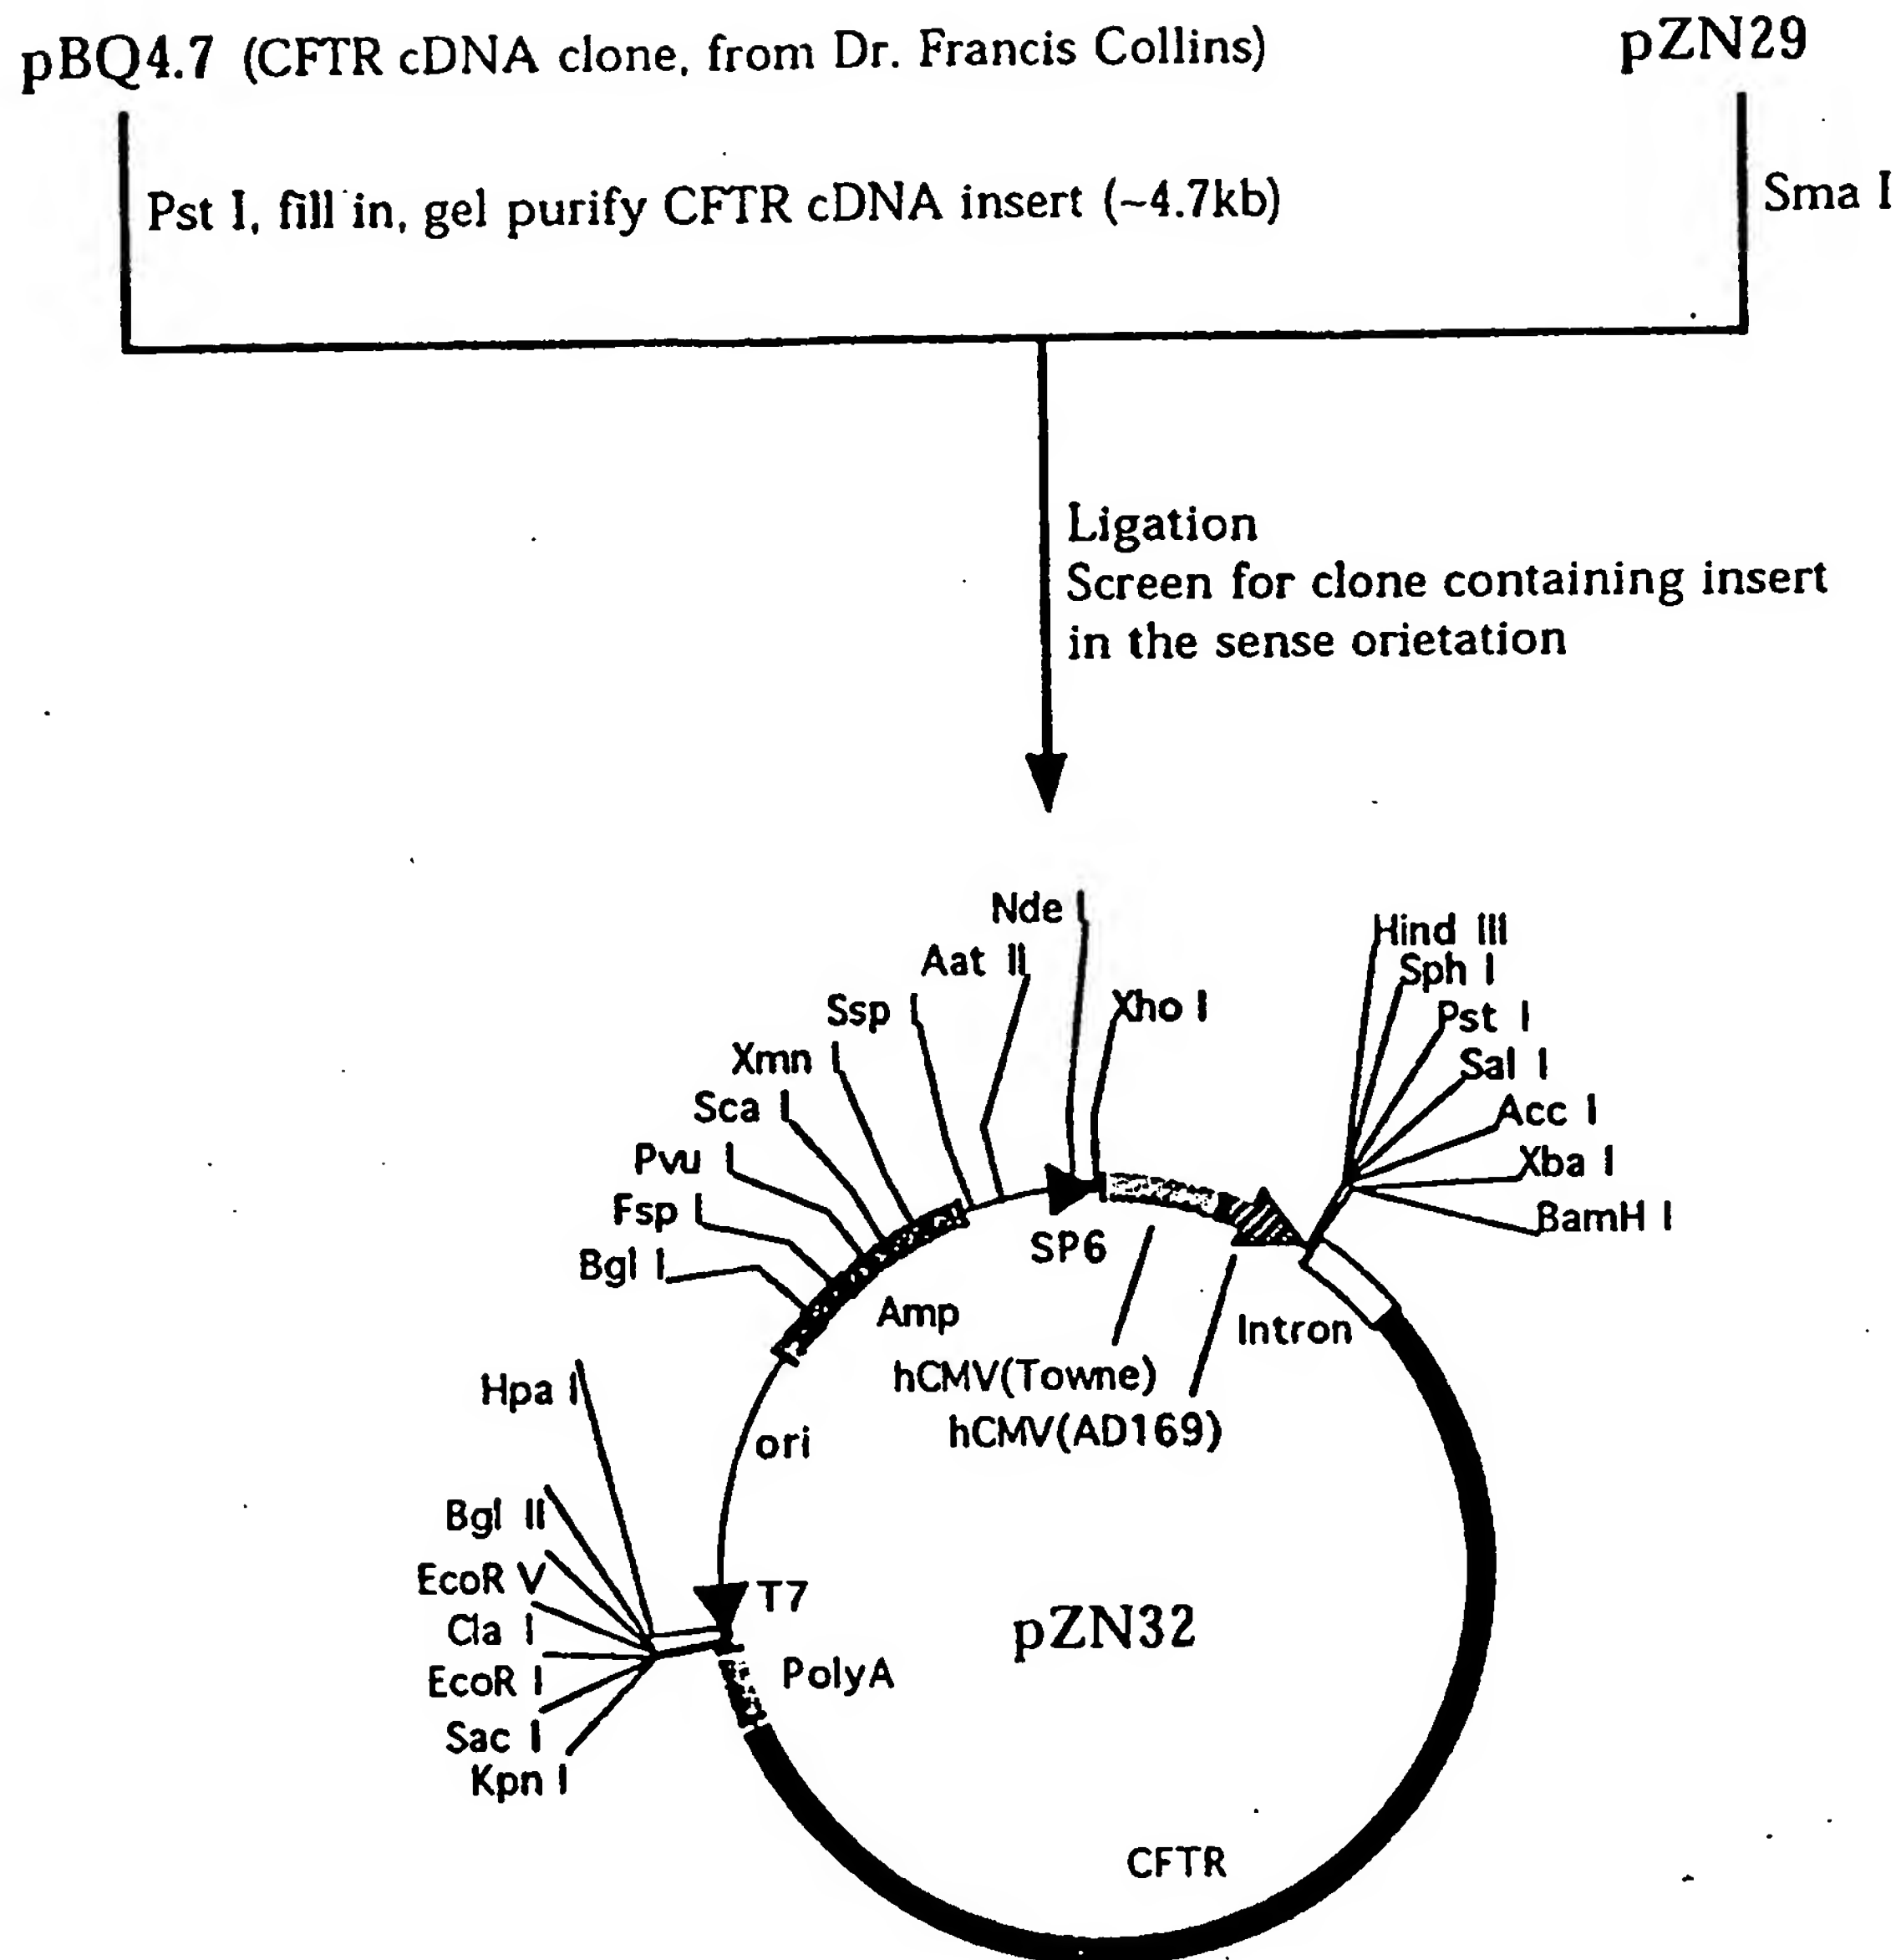 pBQ4.7 (CFTR cDNA clone, from Dr. Francis Collins)
pZN29
Pst I, fill in, gel purify CFTR cDNA insert (~4.7kb)
Sma I
Ligation
Screen for clone containing insert
in the sense orietation
Nde I
Aat II
Ssp I
Xmn I
Sca I
Pvu I
Fsp I
Bgl I
Xho I
Hind III
Sph I
Pst I
Sal I
Acc I
Xba I
BamH I
SP6
Amp
hCMV(Towne)
hCMV(AD169)
Intron
Hpa I
ori
Bgl II
EcoR V
Cla I
EcoR I
Sac I
Kpn I
T7
PolyA
pZN32
CFTR